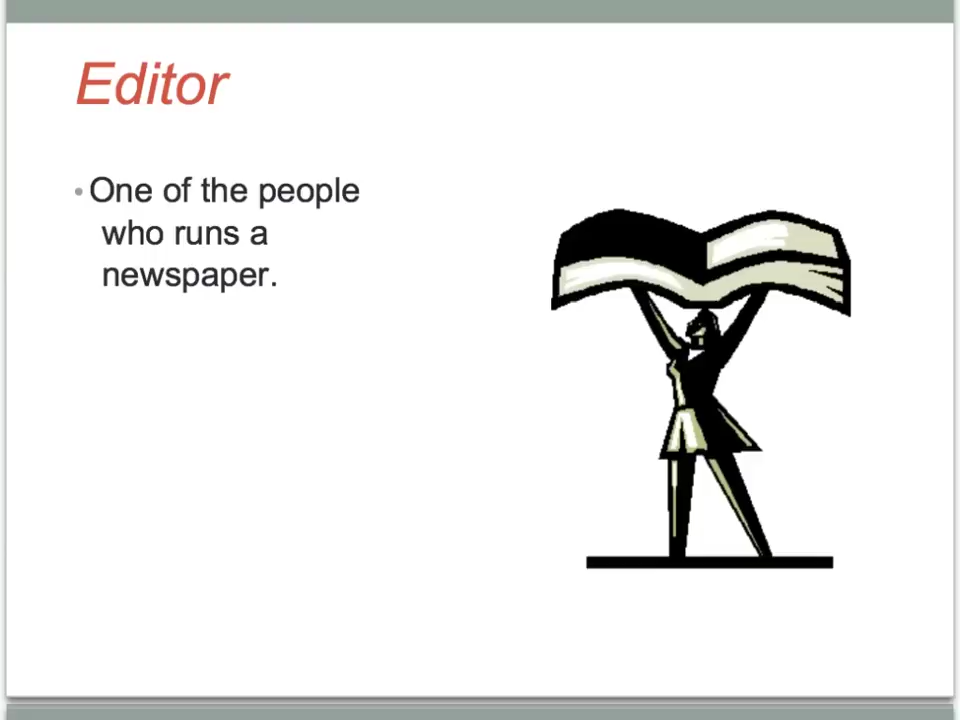 Editor
• One of the people
who runs a
newspaper.